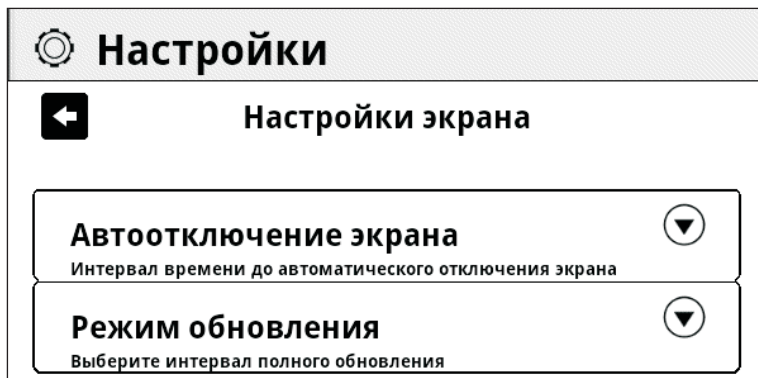 Настройки
Настройки экрана
Автоотключение экрана
Интервал времени до автоматического отключения экрана
Режим обновления
Выберите интервал полного обновления